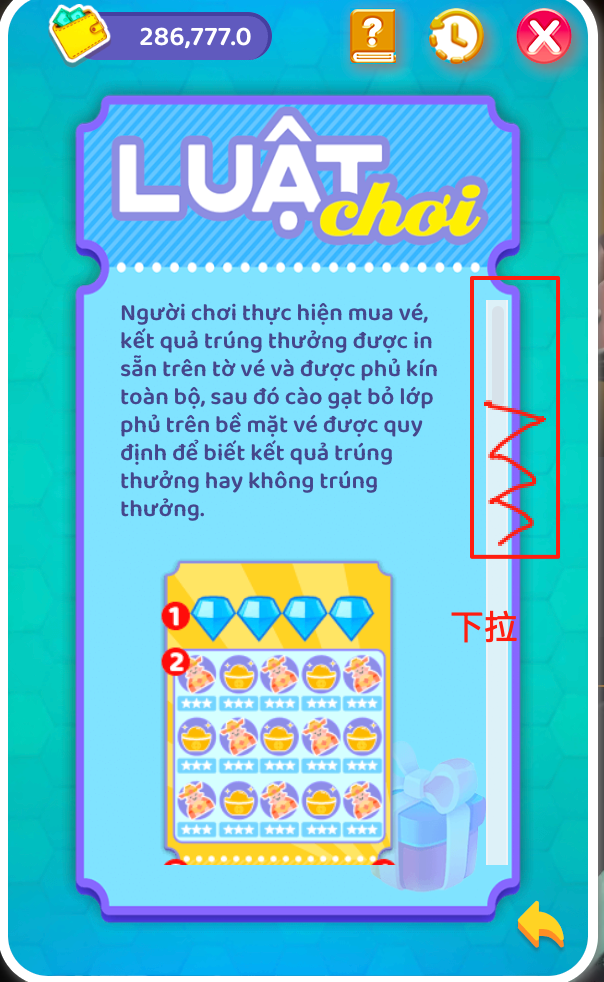 286,777.0
?
LUẬT
chơi
Người chơi thực hiện mua vé,
kết quả trúng thưởng được in
sẵn trên tờ vé và được phủ kín
toàn bộ, sau đó cào gạt bỏ lớp
phủ trên bề mặt vé được quy
định để biết kết quả trúng
thưởng hay không trúng
thưởng.
1
下拉
2